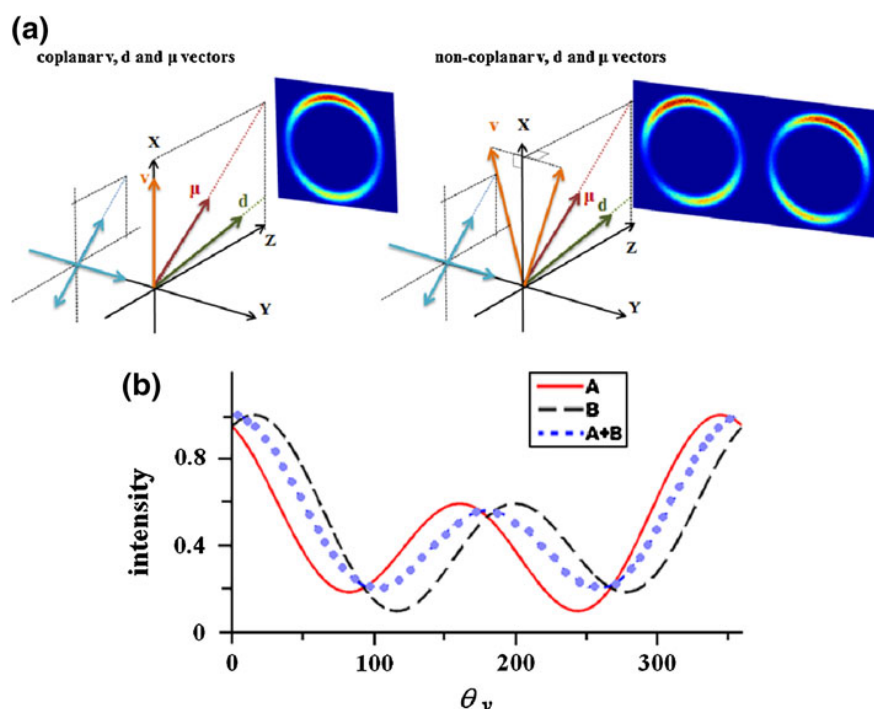 (a)
coplanar v, d and μ vectors
non-coplanar v, d and μ vectors
X
v
μ
d
Z
Y
v
X
μ
d
Z
Y
(b)
A
B
A+B
intensity
0.8
0.4
0
0
100
200
300
θ v